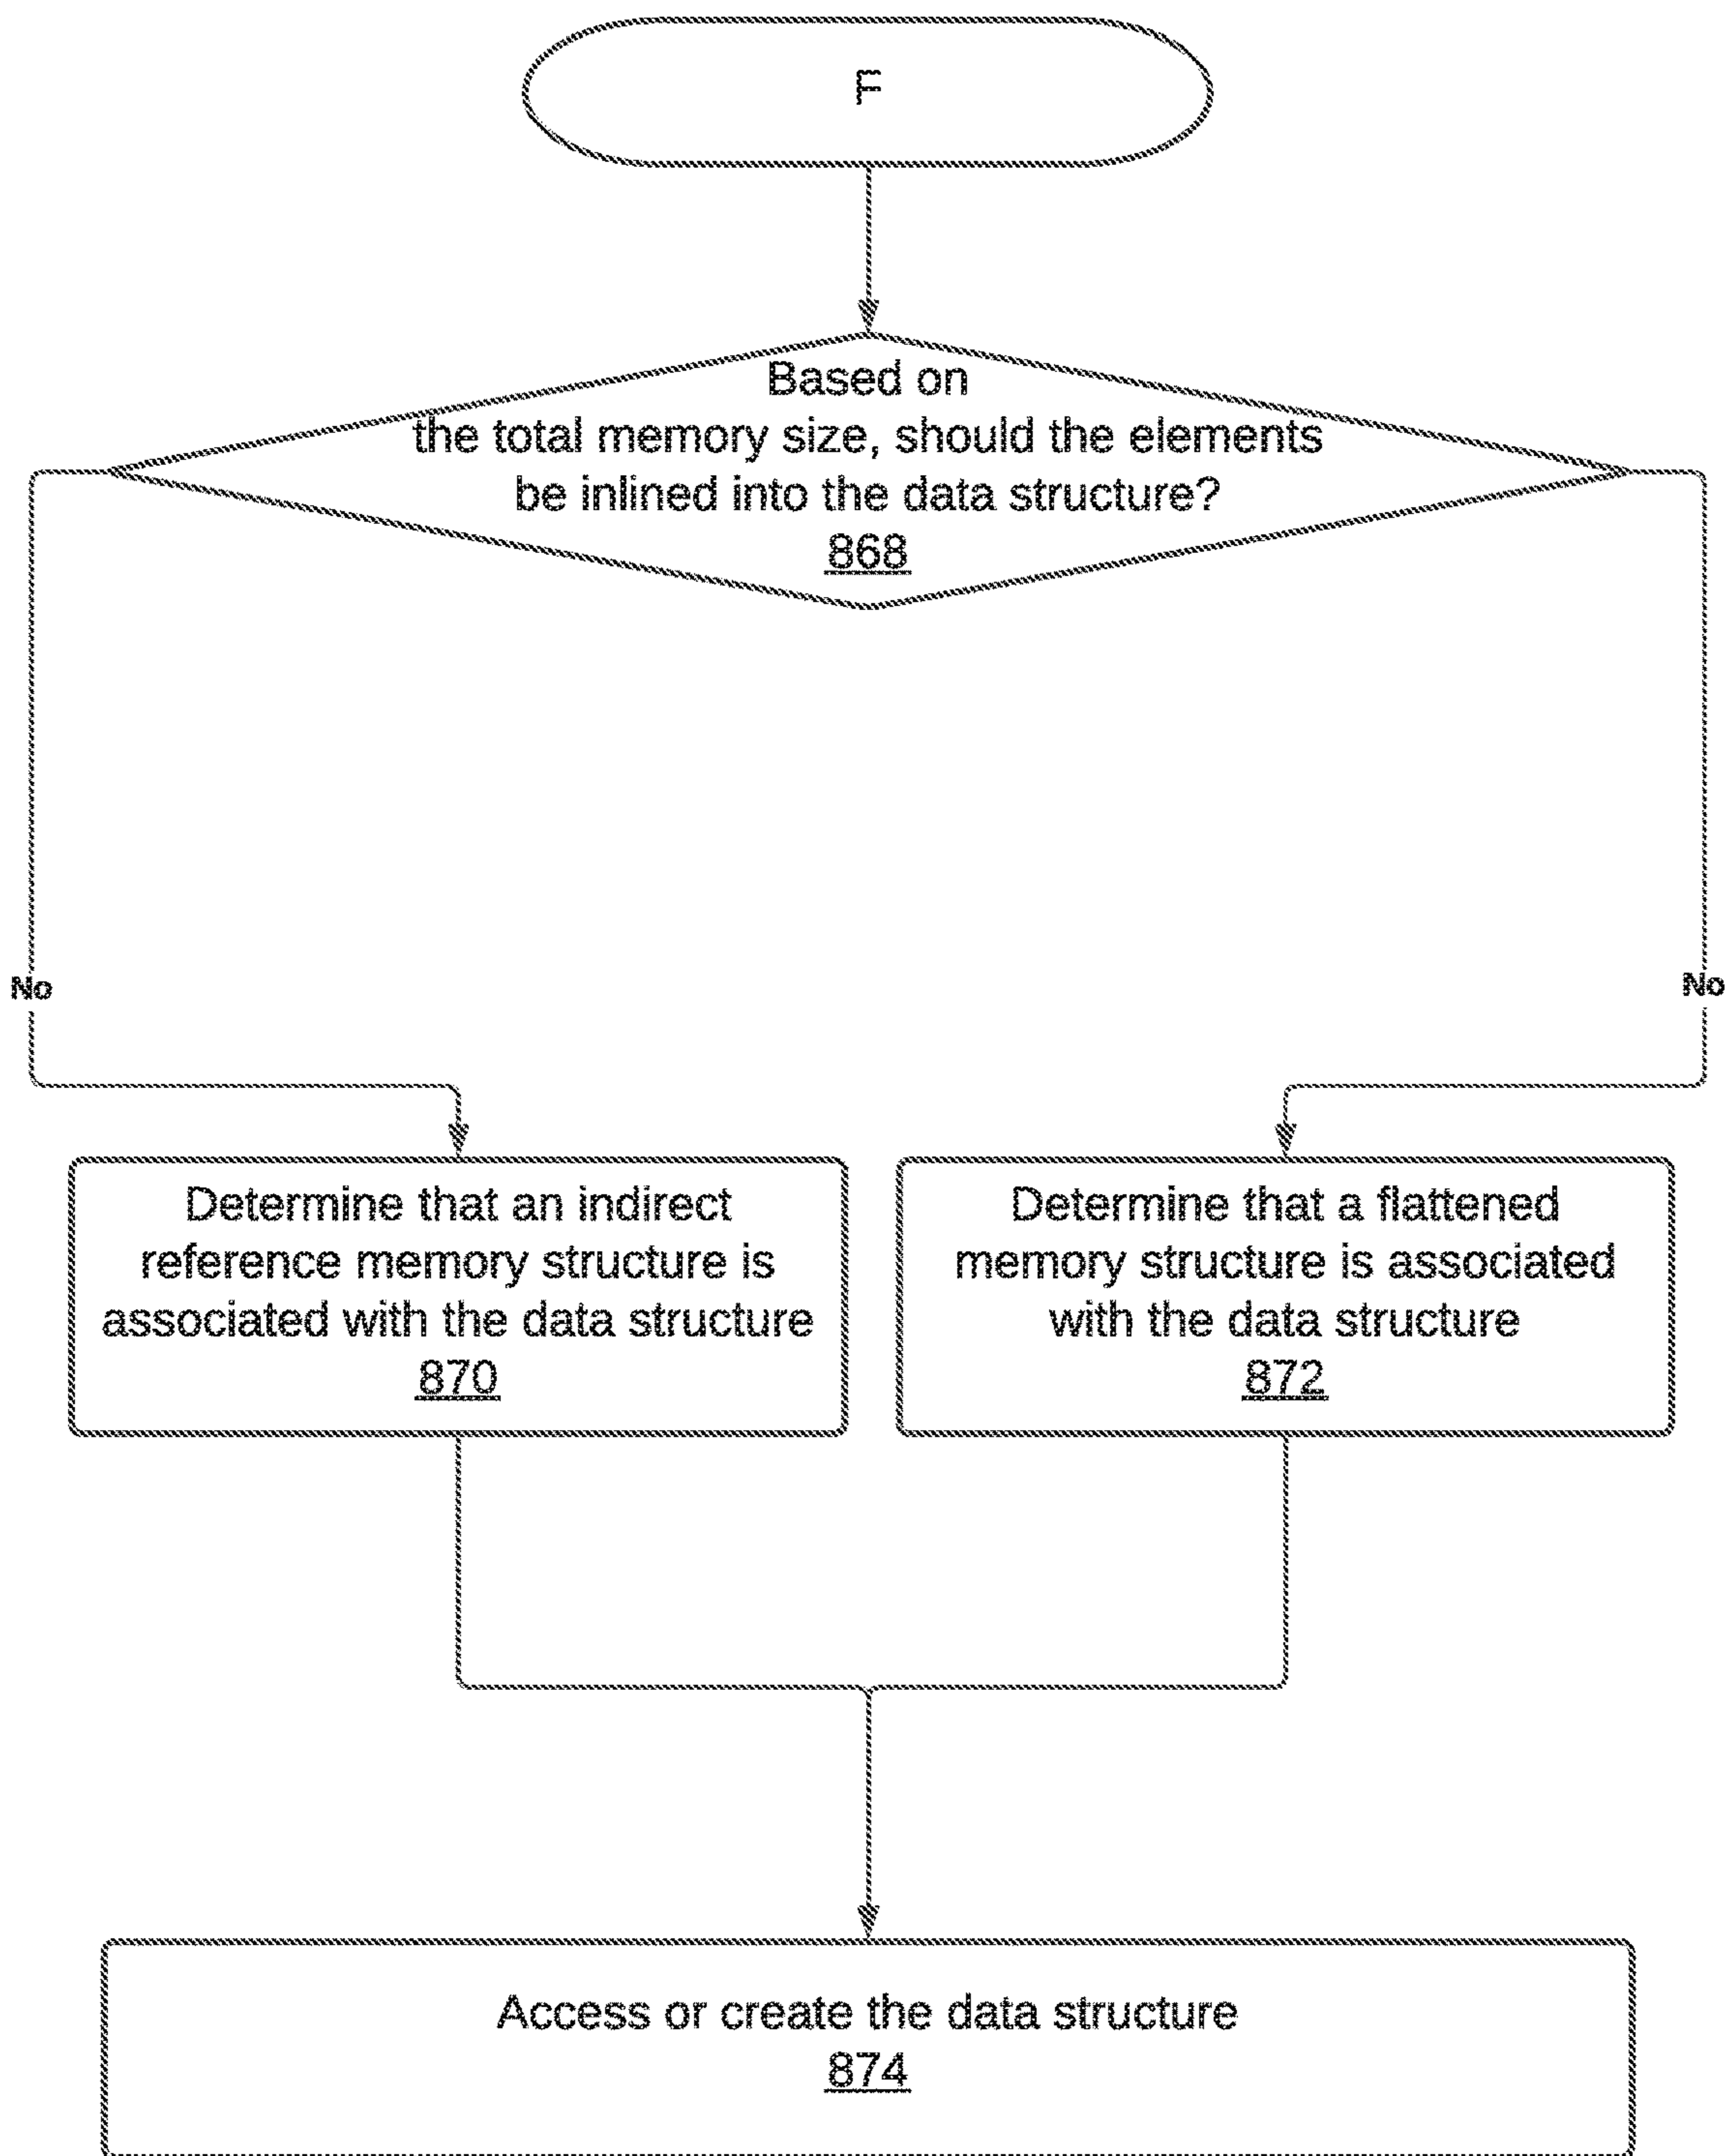 F
Based on
the total memory size, should the elements
be inlined into the data structure?
868
No
No
Determine that an indirect
reference memory structure is
associated with the data structure
870
Determine that a flattened
memory structure is associated
with the data structure
872
Access or create the data structure
874